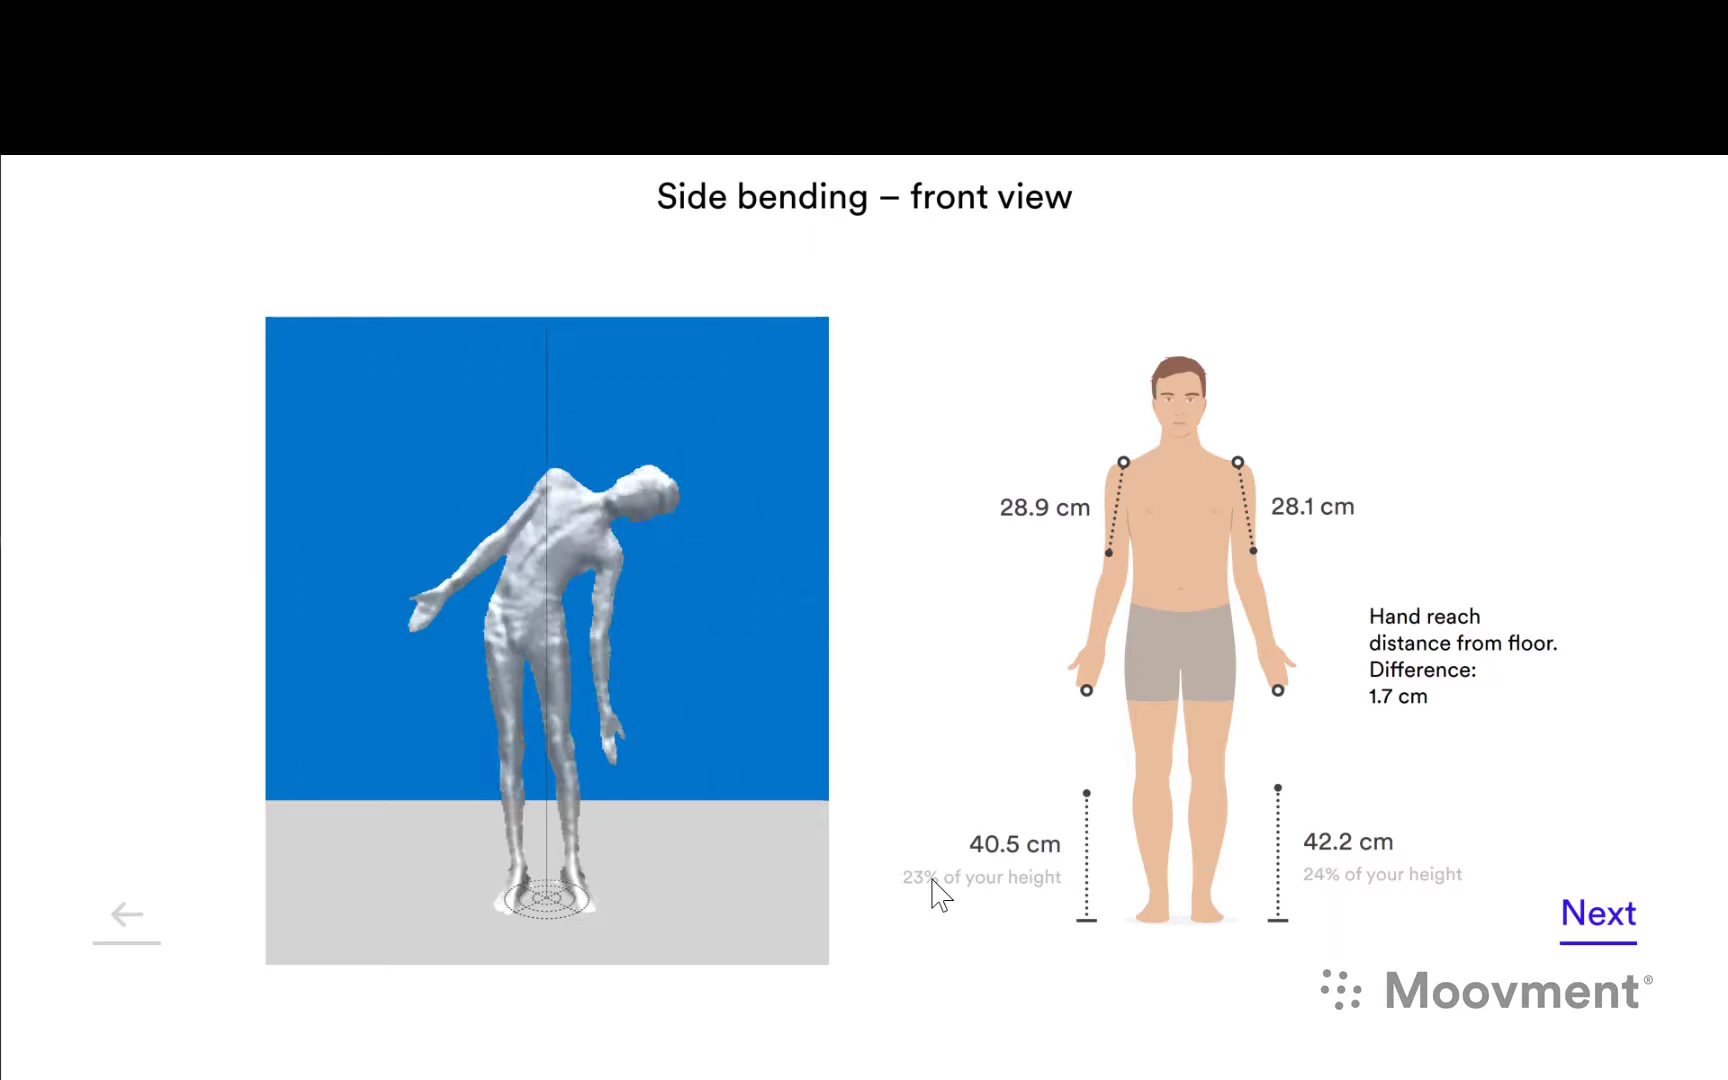 Side bending – front view
28.9 cm
28.1 cm
Hand reach
distance from floor.
Difference:
1.7 cm
40.5 cm
23% of your height
42.2 cm
24% of your height
Next
Moovment®